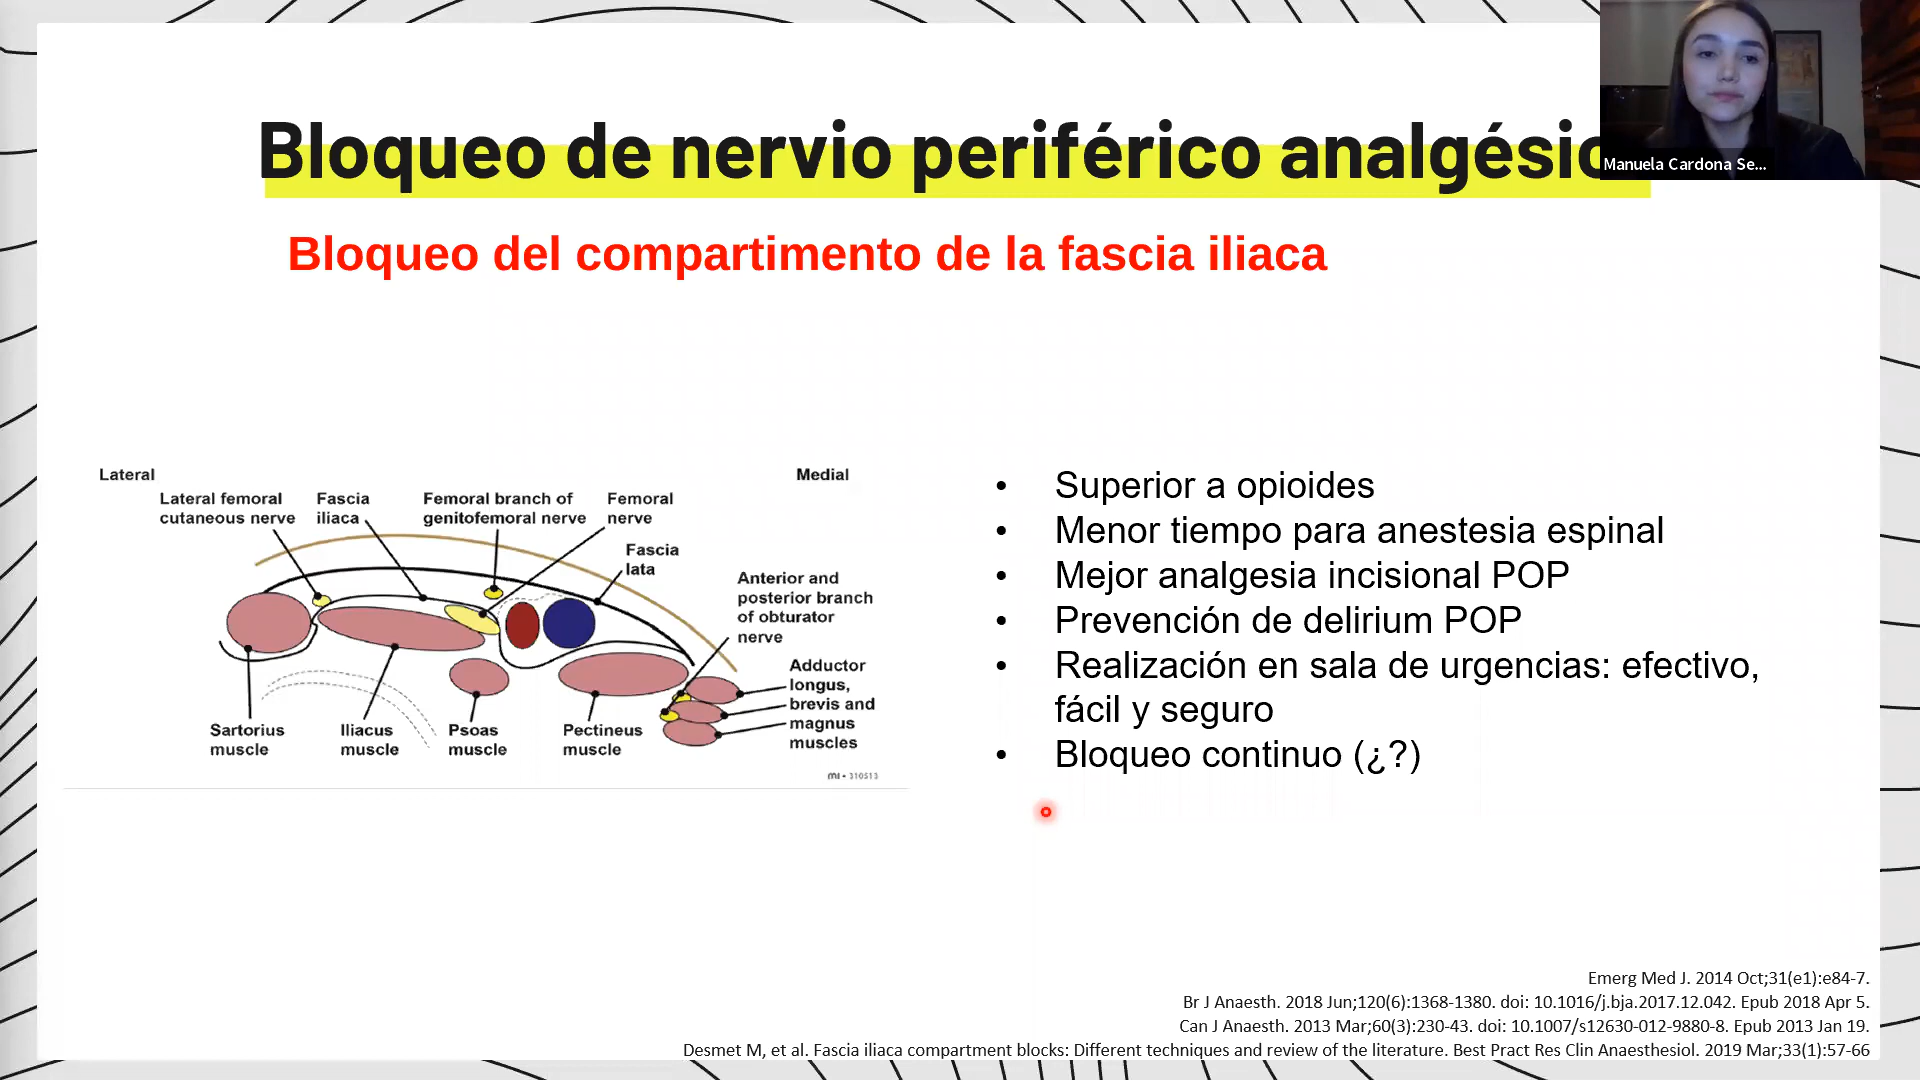 Bloqueo de nervio periférico analgésic
Manuela Cardona Se...
Bloqueo del compartimento de la fascia iliaca
Lateral
Medial
Lateral femoral
cutaneous nerve
Fascia
iliaca
Femoral branch of
genitofemoral nerve
Femoral
nerve
Fascia
lata
Anterior and
posterior branch
of obturator
nerve
Adductor
longus,
brevis and
magnus
muscles
Sartorius
muscle
Iliacus
muscle
Psoas
muscle
Pectineus
muscle
mi • 310513
• Superior a opioides
• Menor tiempo para anestesia espinal
• Mejor analgesia incisional POP
• Prevención de delirium POP
• Realización en sala de urgencias: efectivo,
fácil y seguro
• Bloqueo continuo (¿?)
Emerg Med J. 2014 Oct;31(e1):e84-7.
Br J Anaesth. 2018 Jun;120(6):1368-1380. doi: 10.1016/j.bja.2017.12.042. Epub 2018 Apr 5.
Can J Anaesth. 2013 Mar;60(3):230-43. doi: 10.1007/s12630-012-9880-8. Epub 2013 Jan 19.
Desmet M, et al. Fascia iliaca compartment blocks: Different techniques and review of the literature. Best Pract Res Clin Anaesthesiol. 2019 Mar;33(1):57-66